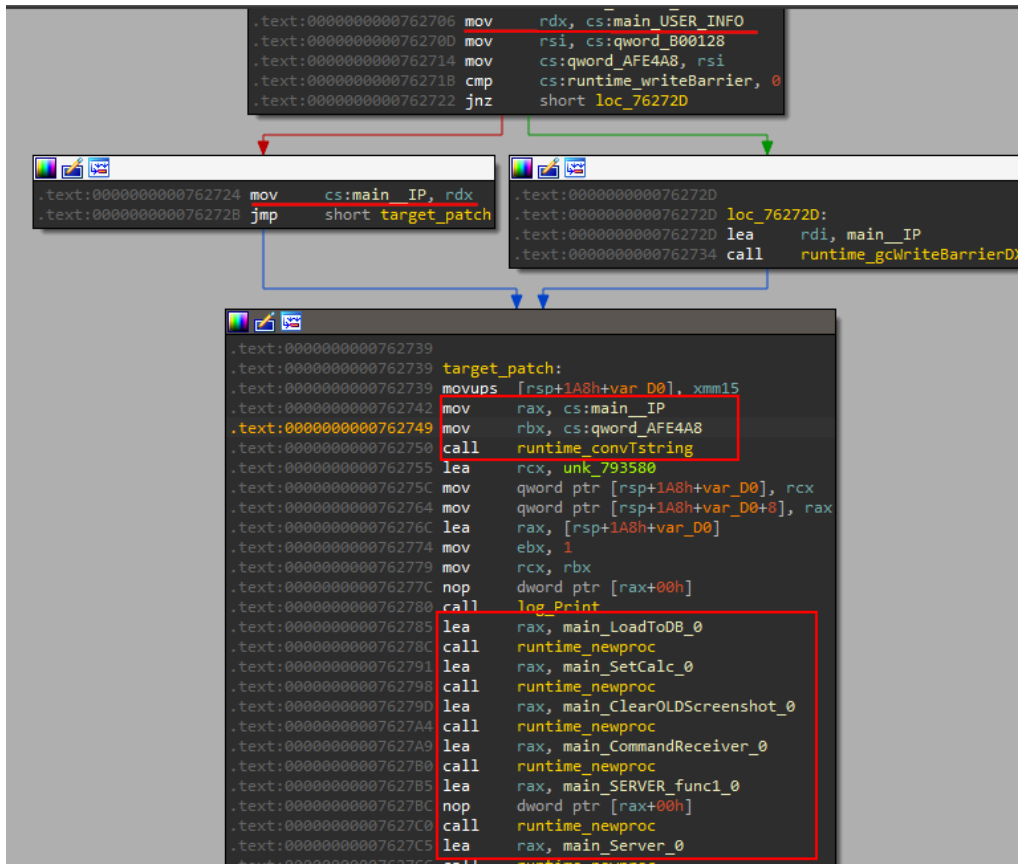 .text:0000000000762706 mov rdx, cs:main_USER_INFO
.text:000000000076270D mov rsi, cs:qword_B00128
.text:0000000000762714 mov cs:qword_AFE4A8, rsi
.text:000000000076271B cmp cs:runtime_writeBarrier, 0
.text:0000000000762722 jnz short loc_76272D
.text:0000000000762724 mov cs:main__IP, rdx
.text:000000000076272B jmp short target_patch
.text:000000000076272D
.text:000000000076272D loc_76272D:
.text:000000000076272D lea rdi, main__IP
.text:0000000000762734 call runtime_gcWriteBarrierDX
.text:0000000000762739
.text:0000000000762739 target_patch:
.text:0000000000762739 movups [rsp+1A8h+var_D0], xmm15
.text:0000000000762742 mov rax, cs:main__IP
.text:0000000000762749 mov rbx, cs:qword_AFE4A8
.text:0000000000762750 call runtime_convTstring
.text:0000000000762755 lea rcx, unk_793580
.text:000000000076275C mov qword ptr [rsp+1A8h+var_D0], rcx
.text:0000000000762764 mov qword ptr [rsp+1A8h+var_D0+8], rax
.text:000000000076276C lea rax, [rsp+1A8h+var_D0]
.text:0000000000762774 mov ebx, 1
.text:0000000000762779 mov rcx, rbx
.text:000000000076277C nop dword ptr [rax+00h]
.text:0000000000762780 call log_Print
.text:0000000000762785 lea rax, main_LoadToDB_0
.text:000000000076278C call runtime_newproc
.text:0000000000762791 lea rax, main_SetCalc_0
.text:0000000000762798 call runtime_newproc
.text:000000000076279D lea rax, main_ClearOLDScreenshot_0
.text:00000000007627A4 call runtime_newproc
.text:00000000007627A9 lea rax, main_CommandReceiver_0
.text:00000000007627B0 call runtime_newproc
.text:00000000007627B5 lea rax, main_SERVER_func1_0
.text:00000000007627BC nop dword ptr [rax+00h]
.text:00000000007627C0 call runtime_newproc
.text:00000000007627C5 lea rax, main_Server_0